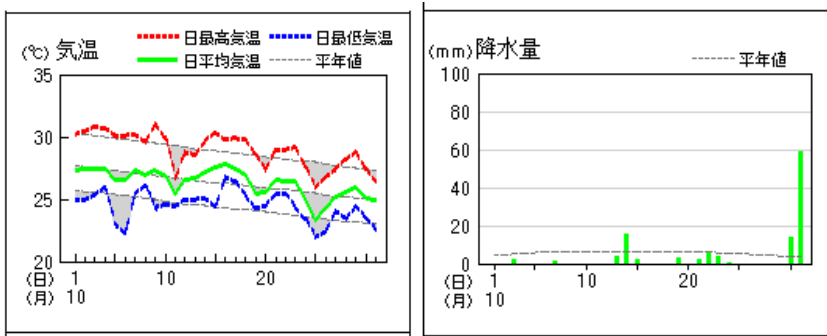 (℃) 気温
日最高気温 日最低気温
日平均気温 平年値
35
30
25
20
(日) 1 10 20
(月) 10
(mm) 降水量
平年値
100
80
60
40
20
0
(日) 1 10 20
(月) 10